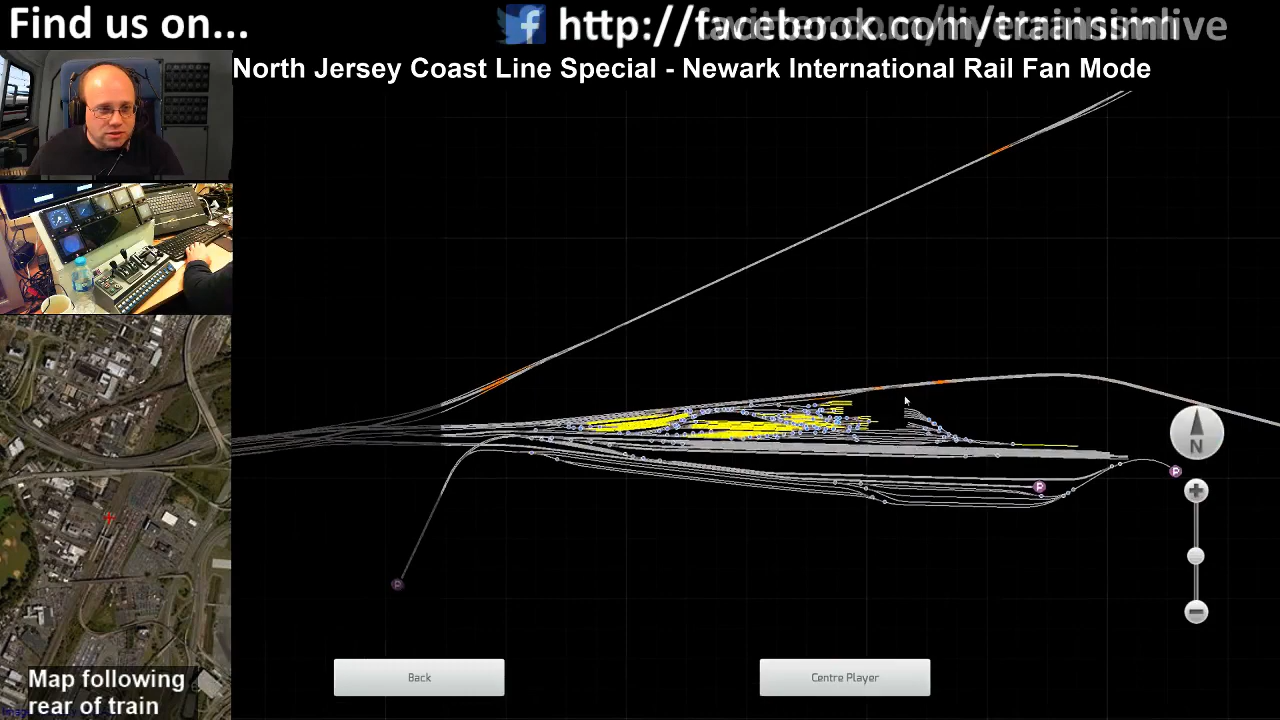 Find us on...
http://
North Jersey Coast Line Special - Newark International Rail Fan Mode
N
P
P
P
Back
Centre Player
Map following
rear of train